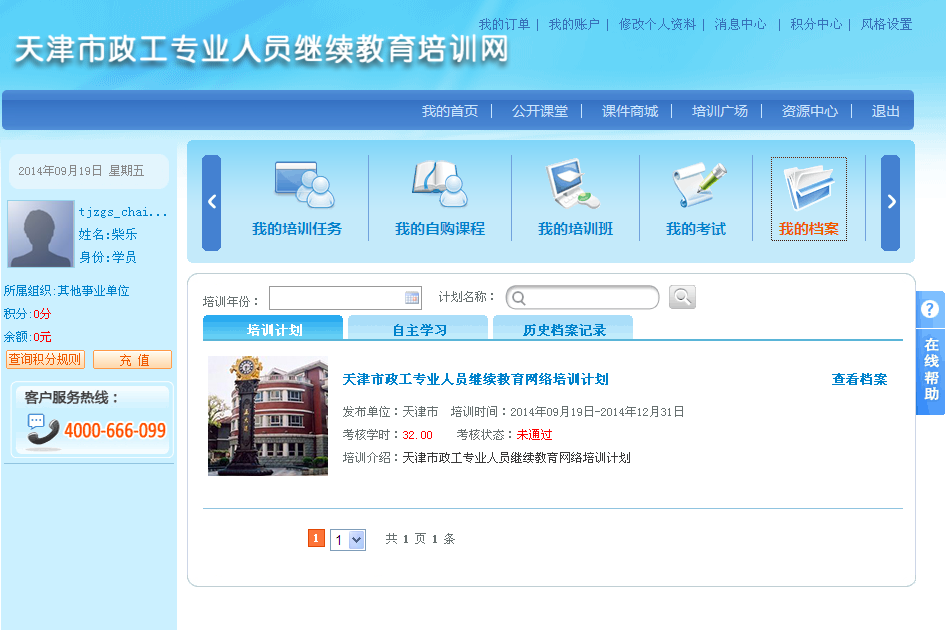 我的订单 | 我的账户 | 修改个人资料 | 消息中心 | 积分中心 | 风格设置
天津市政工专业人员继续教育培训网
我的首页 | 公开课堂 | 课件商城 | 培训广场 | 资源中心 | 退出
2014年09月19日 星期五
tjzgs_chai...
姓名:柴乐
身份:学员
所属组织:其他事业单位
积分:0分
余额:0元
查询积分规则 充 值
客户服务热线：
4000-666-099
我的培训任务 我的自购课程 我的培训班 我的考试 我的档案
培训年份： 计划名称：
培训计划 自主学习 历史档案记录
天津市政工专业人员继续教育网络培训计划 查看档案
发布单位：天津市 培训时间：2014年09月19日-2014年12月31日
考核学时：32.00 考核状态：未通过
培训介绍：天津市政工专业人员继续教育网络培训计划
1 1 共 1 页 1 条
?
在线帮助